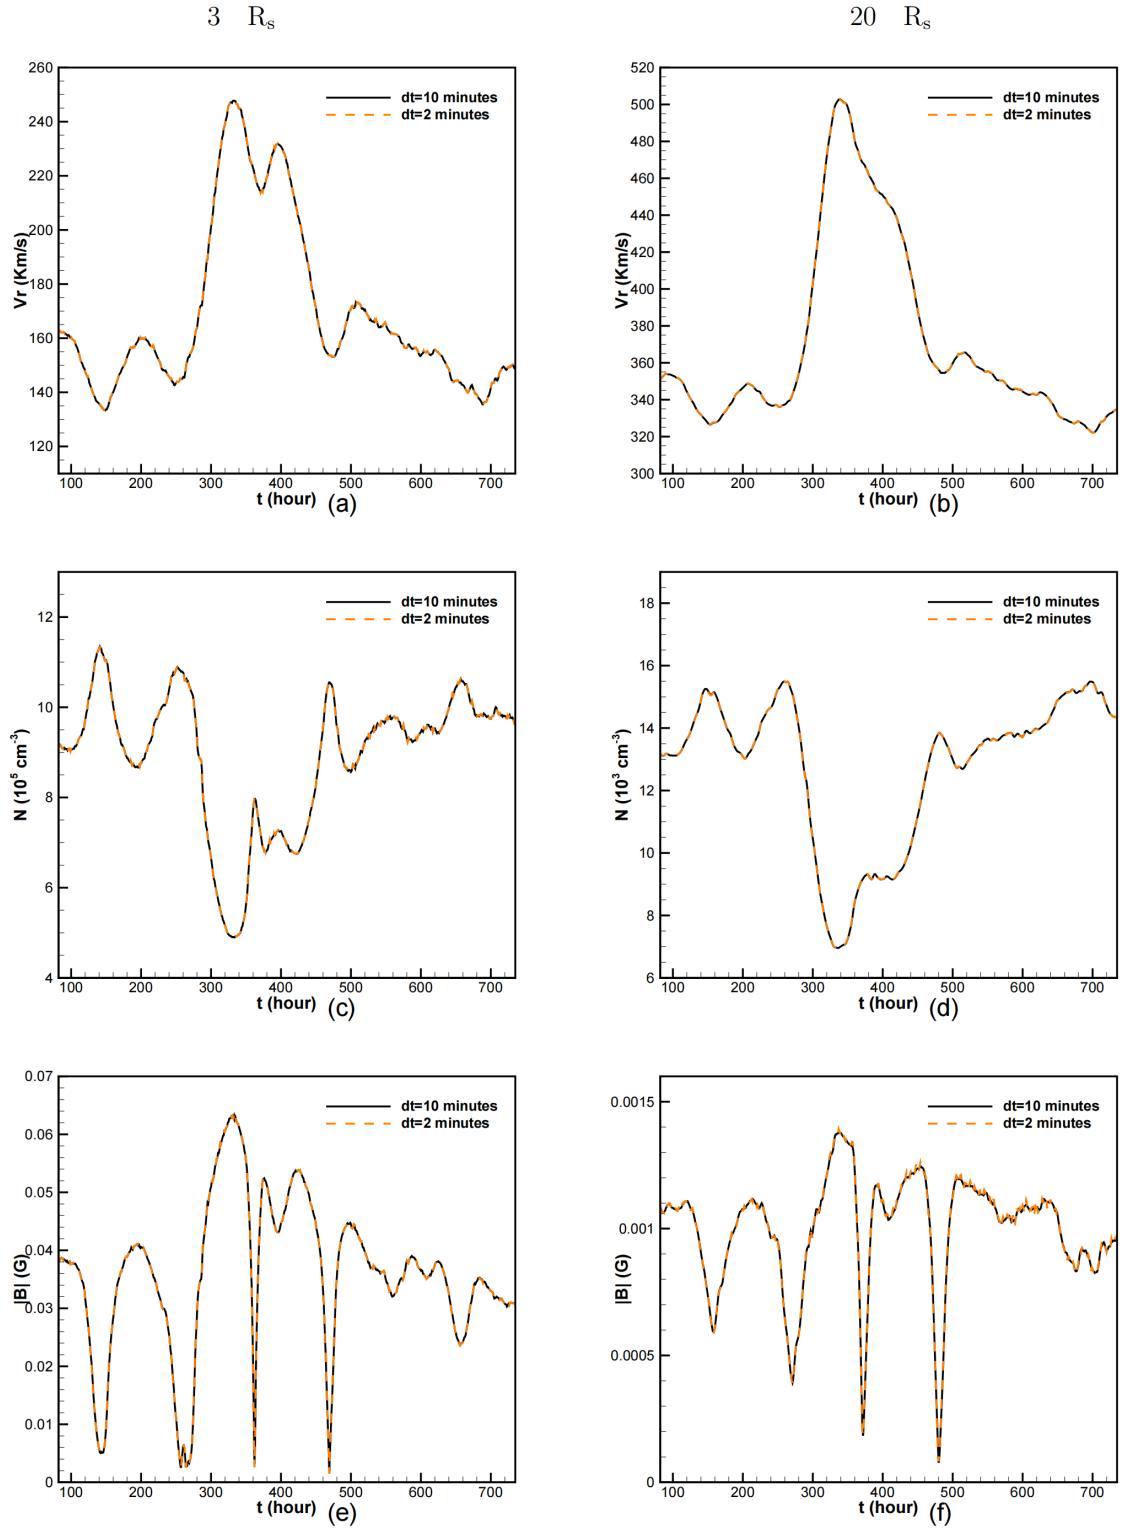 3 Rs 20 Rs
260
240
220
200
180
160
140
120
Vr (Km/s)
dt=10 minutes
dt=2 minutes
100 200 300 400 500 600 700
t (hour) (a)
520
500
480
460
440
420
400
380
360
340
320
300
Vr (Km/s)
dt=10 minutes
dt=2 minutes
100 200 300 400 500 600 700
t (hour) (b)
12
10
8
6
4
N (10⁵ cm⁻³)
dt=10 minutes
dt=2 minutes
100 200 300 400 500 600 700
t (hour) (c)
18
16
14
12
10
8
6
N (10³ cm⁻³)
dt=10 minutes
dt=2 minutes
100 200 300 400 500 600 700
t (hour) (d)
0.07
0.06
0.05
0.04
0.03
0.02
0.01
0
|B| (G)
dt=10 minutes
dt=2 minutes
100 200 300 400 500 600 700
t (hour) (e)
0.0015
0.001
0.0005
0
|B| (G)
dt=10 minutes
dt=2 minutes
100 200 300 400 500 600 700
t (hour) (f)